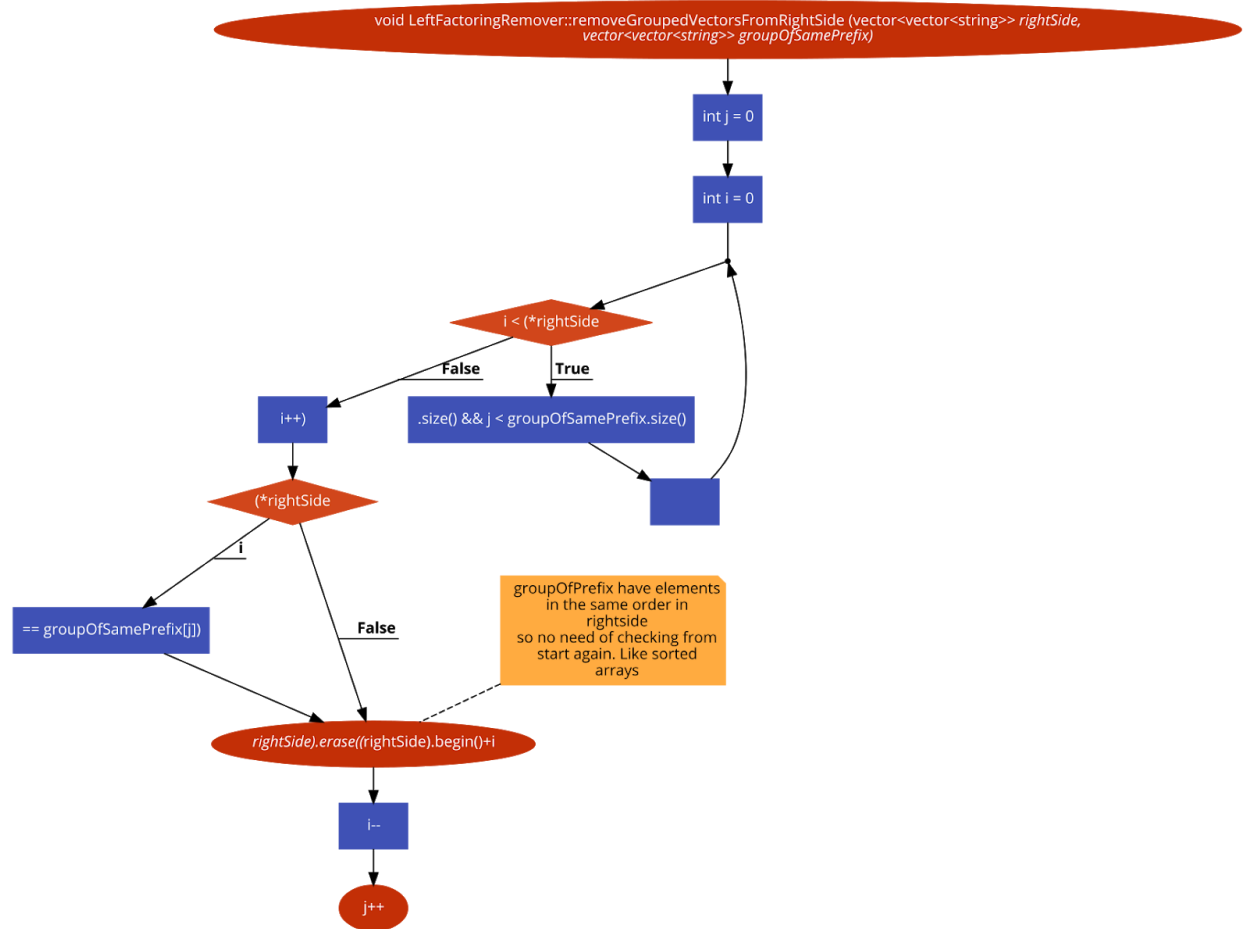 void LeftFactoringRemover::removeGroupedVectorsFromRightSide (vector<vector<string>> rightSide,
vector<vector<string>> groupOfSamePrefix)
int j = 0
int i = 0
i < (*rightSide
False
True
i++)
.size() && j < groupOfSamePrefix.size()
(*rightSide
i
== groupOfSamePrefix[j])
False
groupOfPrefix have elements
in the same order in
rightside
so no need of checking from
start again. Like sorted
arrays
rightSide).erase((rightSide).begin()+i
i--
j++